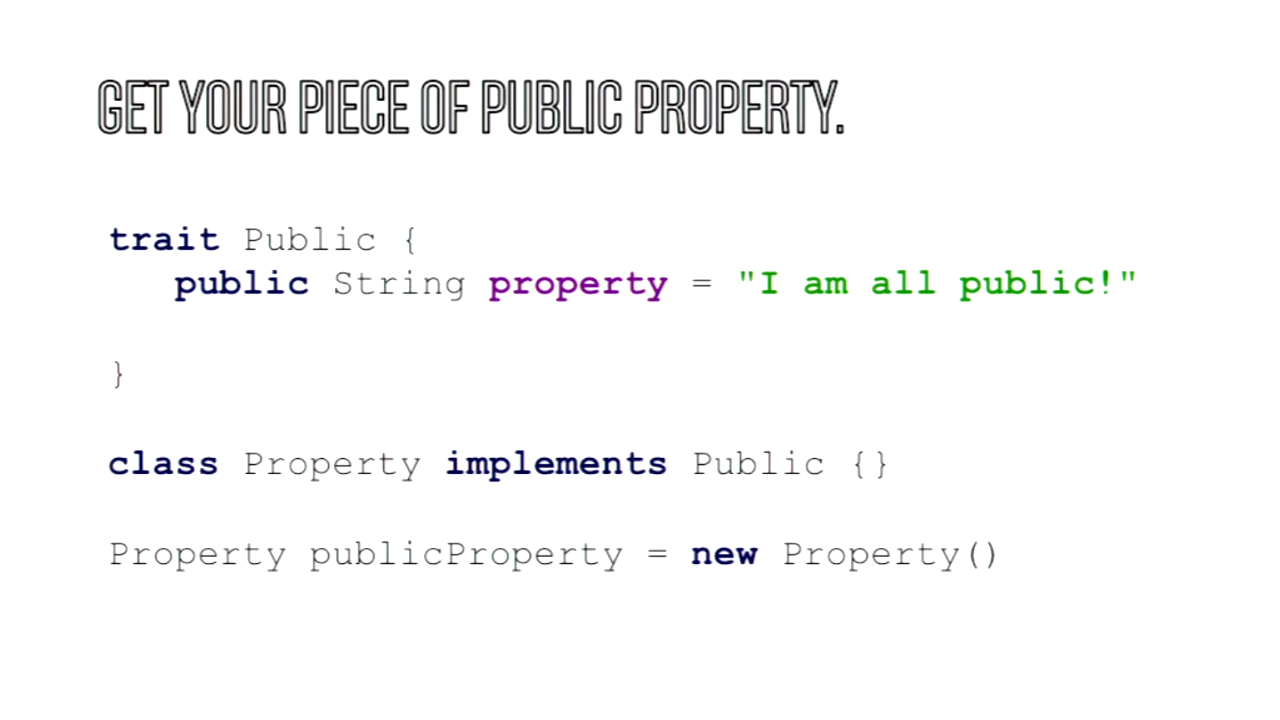 GET YOUR PIECE OF PUBLIC PROPERTY.
trait Public {
public String property = "I am all public!"
}
class Property implements Public {}
Property publicProperty = new Property()